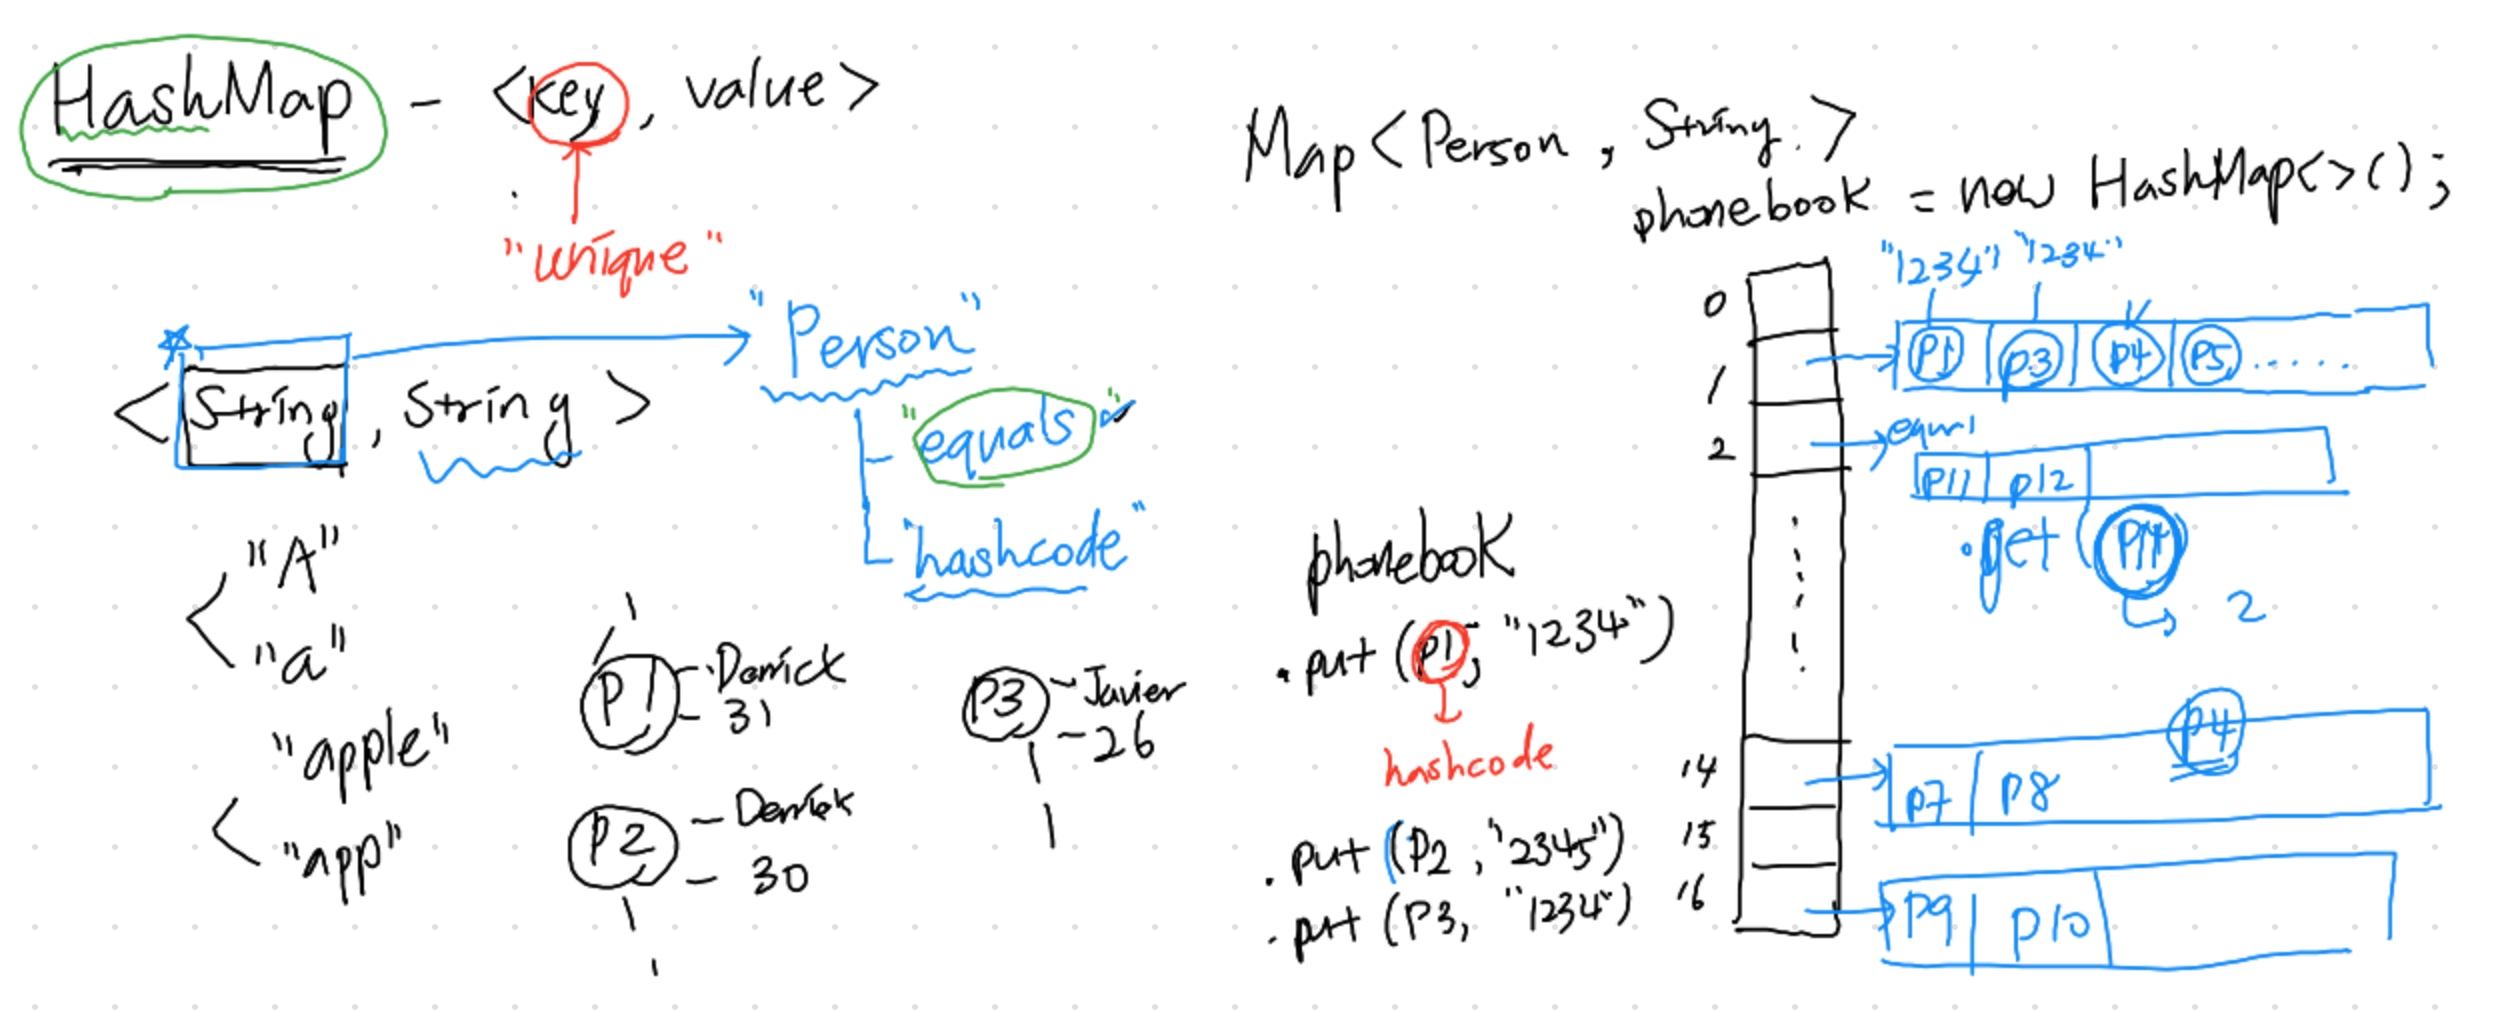 HashMap - <key, value>
"unique"
"Person"
<String, String>
"equals"
"hashcode"
"A"
"a"
"apple"
"app"
P1 - Derrick
- 31
P2 - Derrick
- 30
P3 - Javier
- 26
Map<Person, String>
phonebook = new HashMap<>();
"1234" "1234"
0
1
P1 P3 P4 P5 ......
2
equal
P11 P12
.get (P14
2
phonebook
.put (P1, "1234")
hashcode
.put (P2, "2345")
.put (P3, "1234")
14
P7 P8 P4
15
16
P9 P10